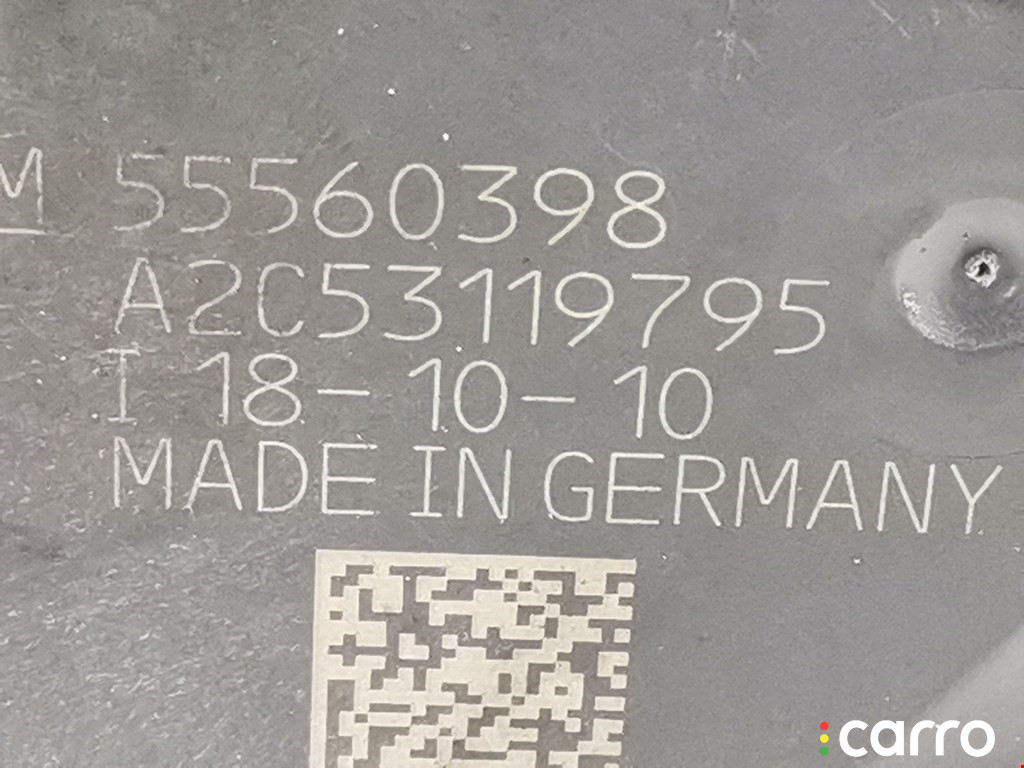 M 55560398
A2C53119795
I 18-10-10
MADE IN GERMANY
carro